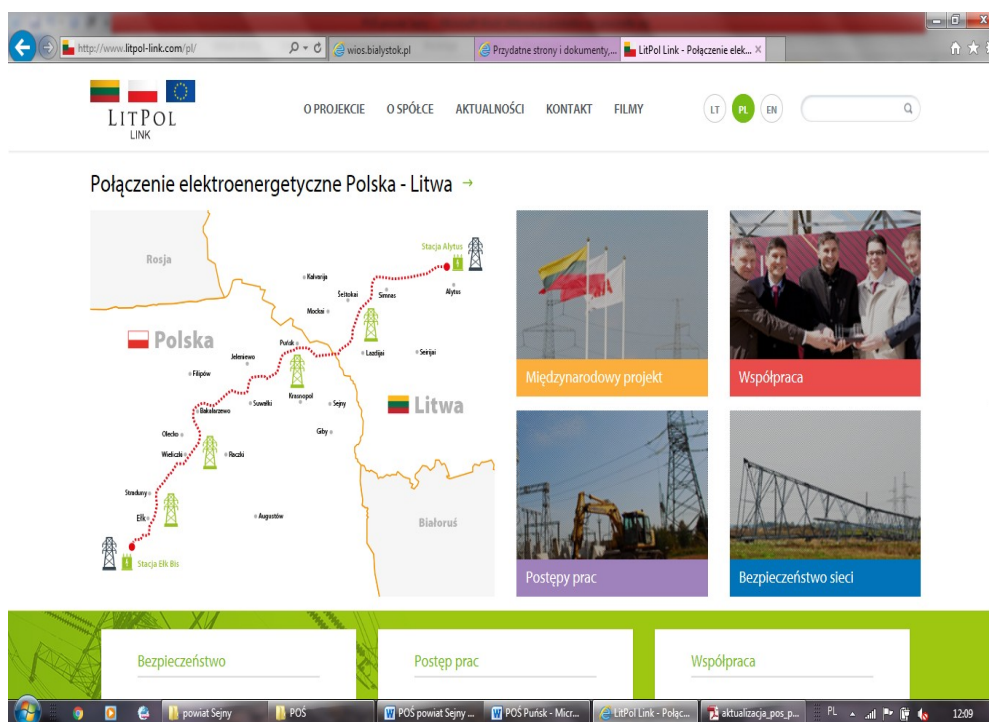 http://www.litpol-link.com/pl/
wios.bialystok.pl
Przydatne strony i dokumenty,...
LitPol Link - Połączenie elek...
LITPOL
LINK
O PROJEKCIE O SPÓŁCE AKTUALNOŚCI KONTAKT FILMY
LT PL EN
Połączenie elektroenergetyczne Polska - Litwa →
Rosja
Stacja Alytus
Kalvarija
Šeštokai
Simnas
Alytus
Mockai
Polska
Puńsk
Jeleniewo
Lazdijai
Seirijai
Filipów
Krasnopol
Bakałarzewo
Suwałki
Sejny
Litwa
Olecko
Giby
Wieliczki
Raczki
Straduny
Ełk
Augustów
Białoruś
Stacja Ełk Bis
Międzynarodowy projekt
Współpraca
Postępy prac
Bezpieczeństwo sieci
Bezpieczeństwo
Postęp prac
Współpraca
powiat Sejny
POŚ
POŚ powiat Sejny ...
POŚ Puńsk - Micr...
LitPol Link - Połąc...
aktualizacja_pos_p...
PL
12:09